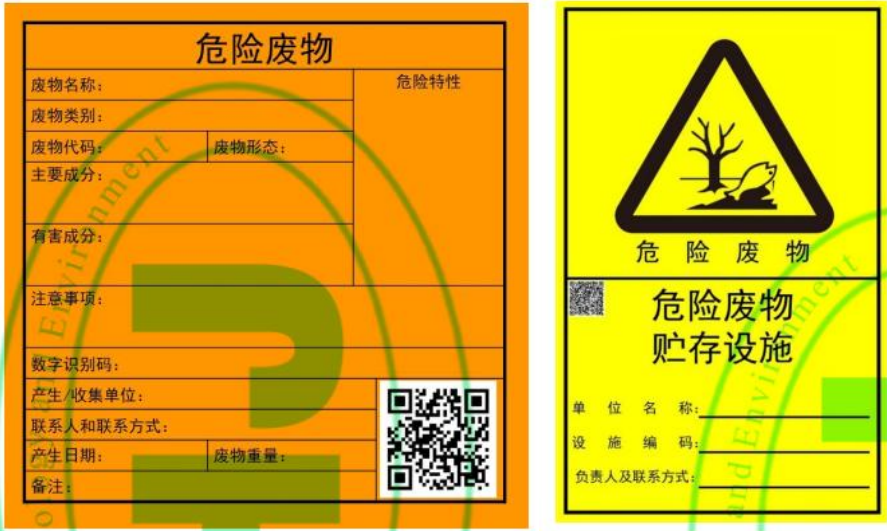 危险废物
废物名称：
危险特性
废物类别：
废物代码：
废物形态：
主要成分：
有害成分：
注意事项：
数字识别码：
产生/收集单位：
联系人和联系方式：
产生日期：
废物重量：
备注：
危险废物
危险废物
贮存设施
单位名称：
设施编码：
负责人及联系方式：
and Environment
and Environment